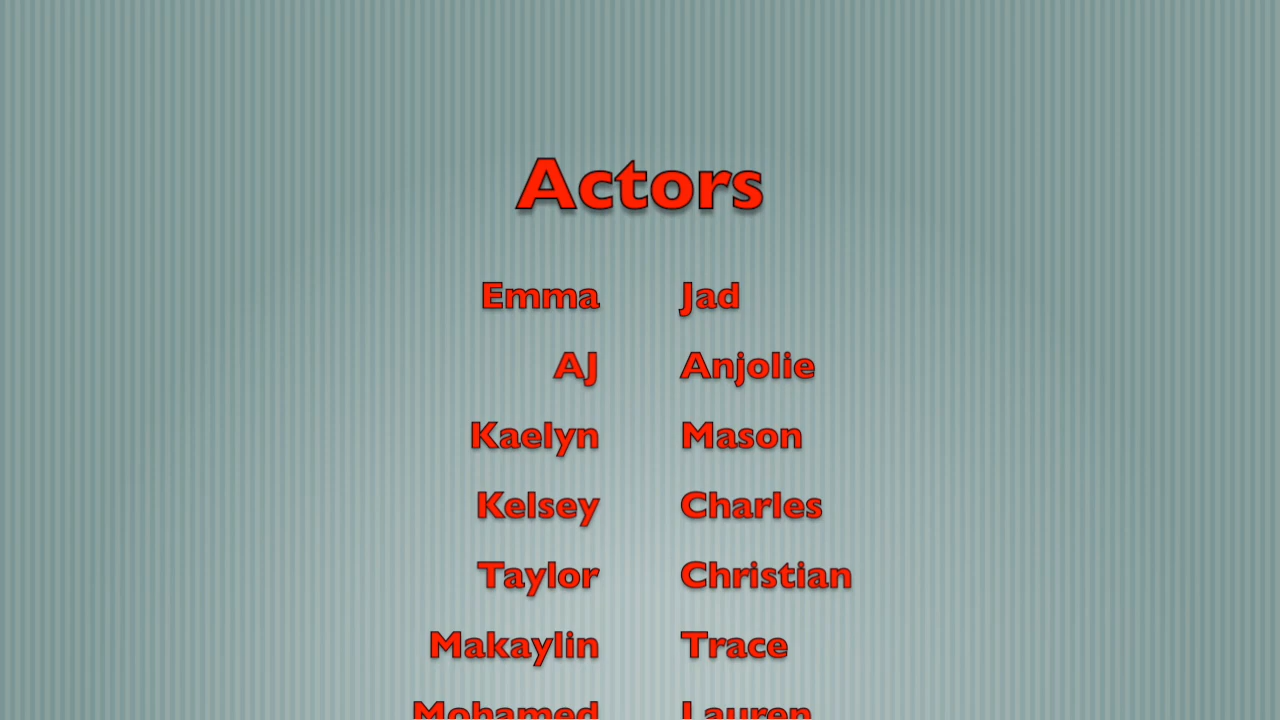 Actors
Emma Jad
AJ Anjolie
Kaelyn Mason
Kelsey Charles
Taylor Christian
Makaylin Trace
Mohamed Lauren